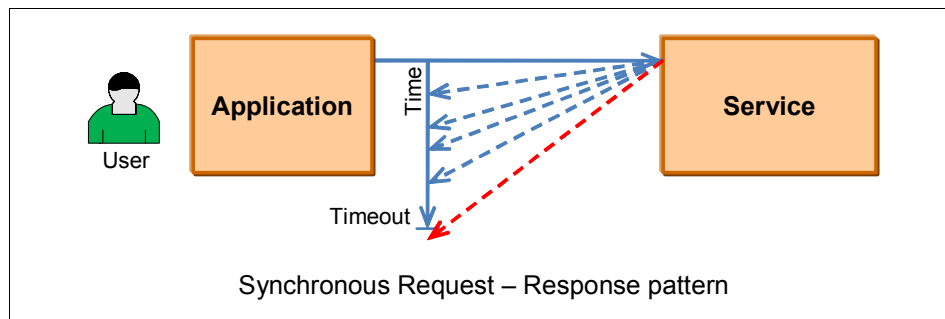 Application
Service
Time
User
Timeout
Synchronous Request – Response pattern